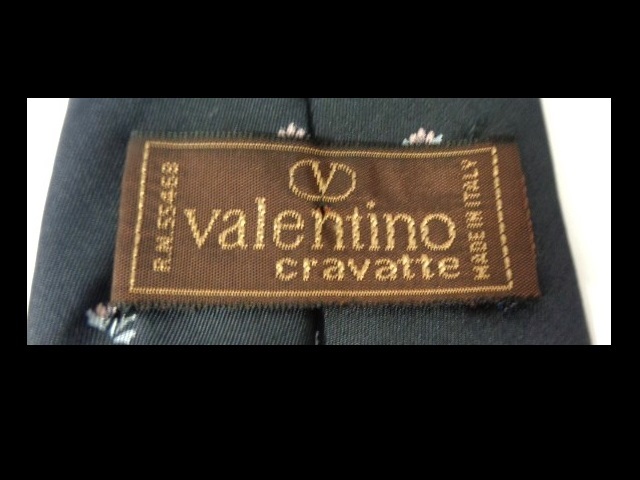 R.N.55468
V
valentino
cravatte
MADE IN ITALY